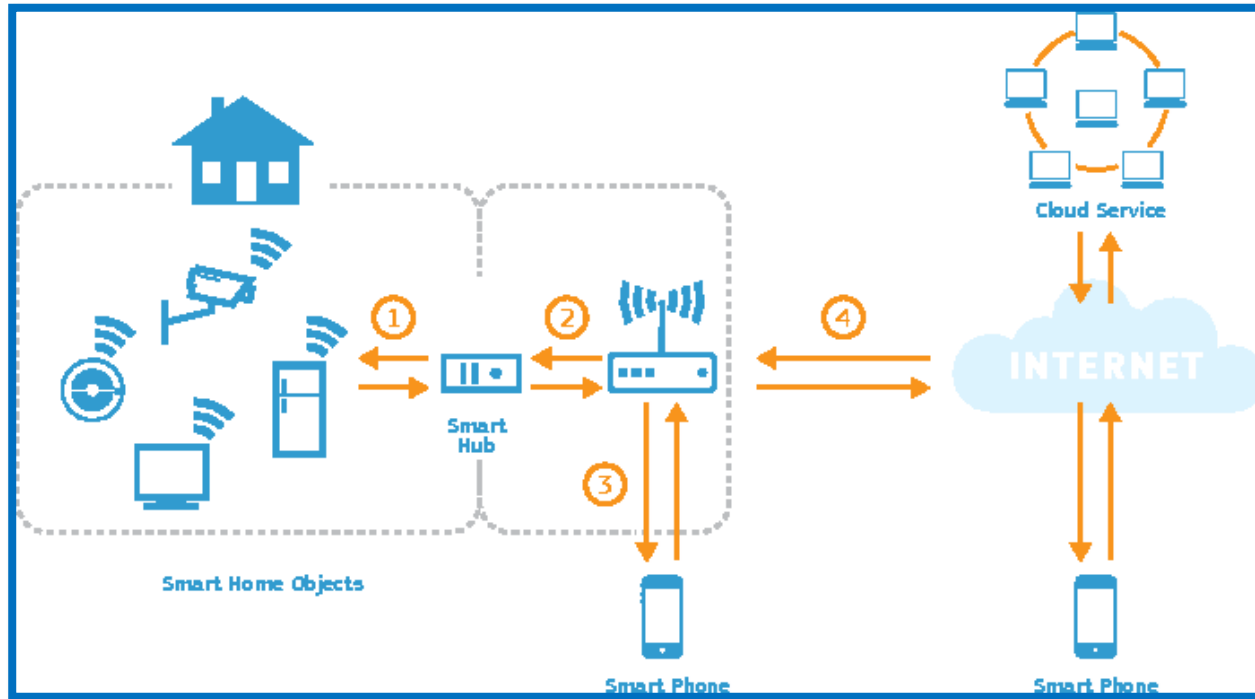 Cloud Service
1
2
4
INTERNET
Smart
Hub
3
Smart Home Objects
Smart Phone
Smart Phone